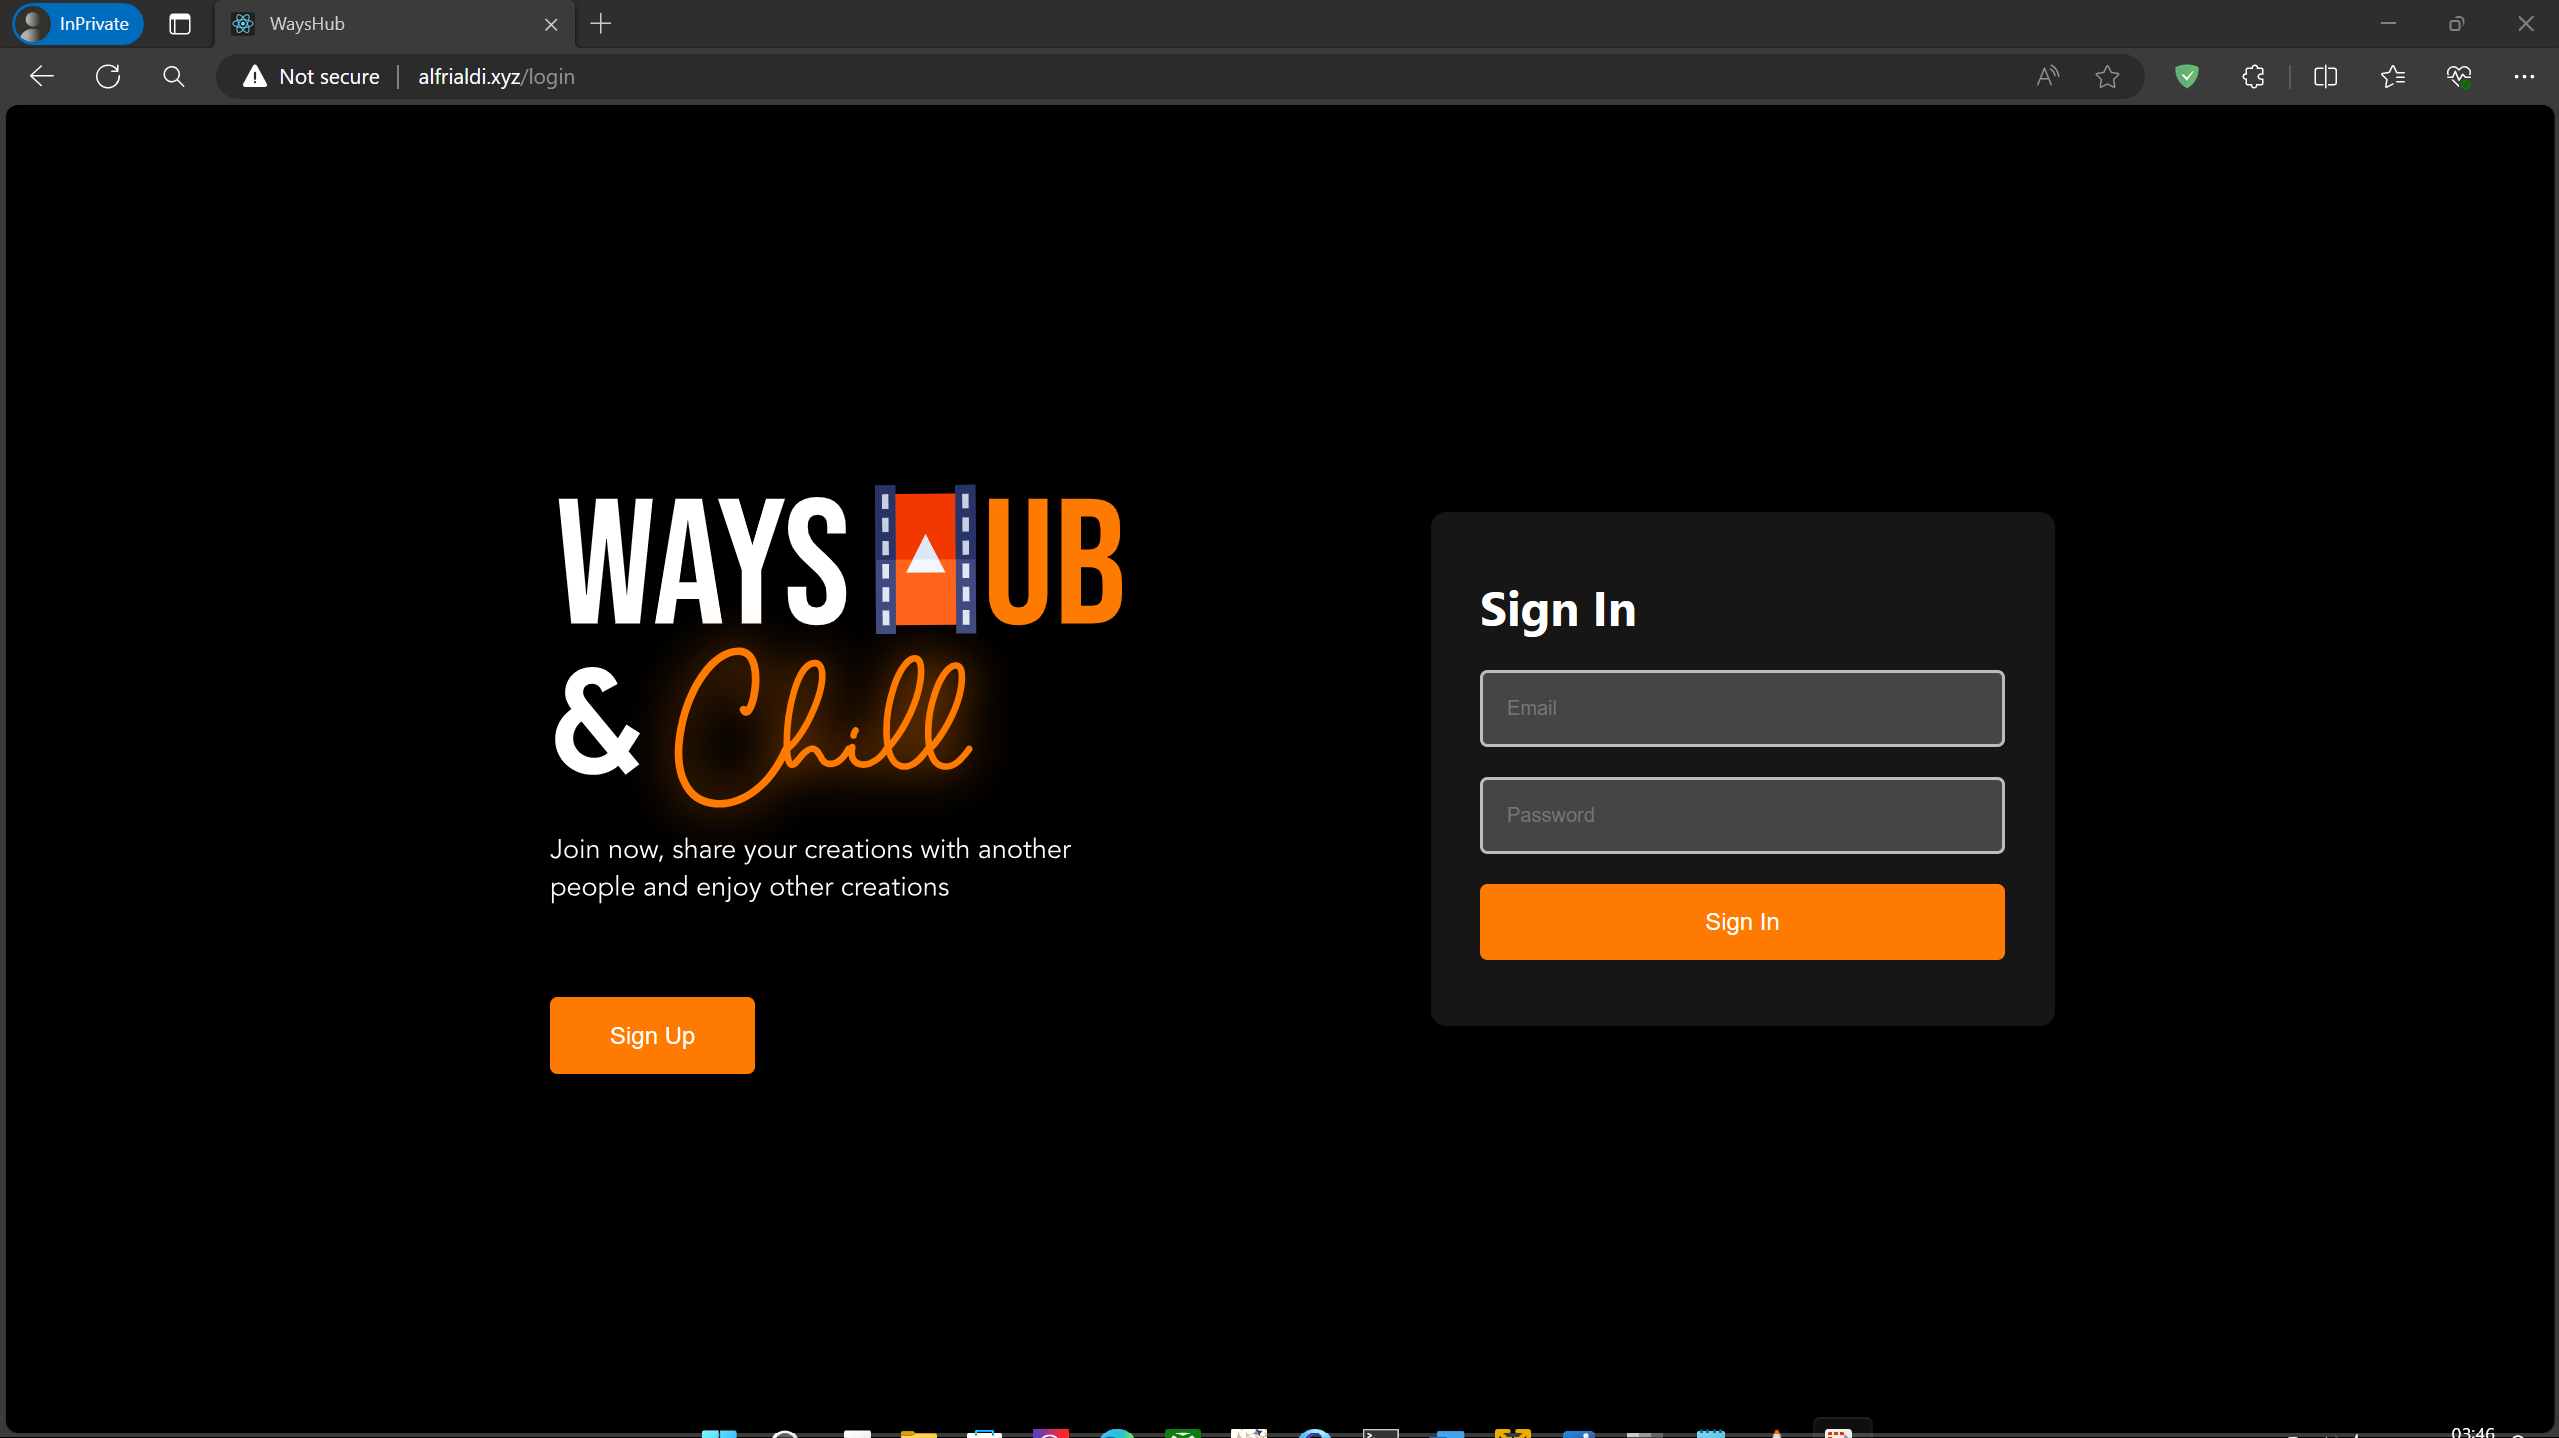 InPrivate
WaysHub
Not secure
alfrialdi.xyz/login
WAYS UB
& Chill
Join now, share your creations with another
people and enjoy other creations
Sign Up
Sign In
Email
Password
Sign In
03:46